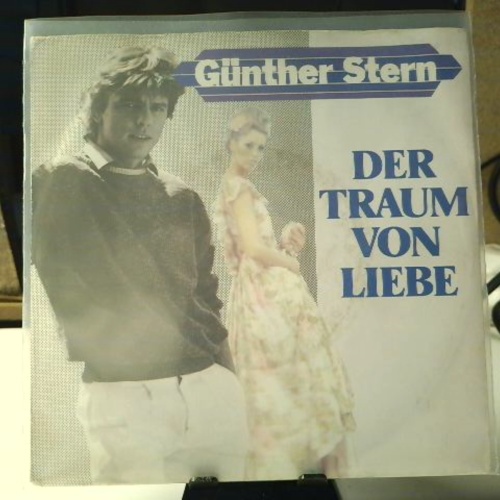 Günther Stern
DER
TRAUM
VON
LIEBE